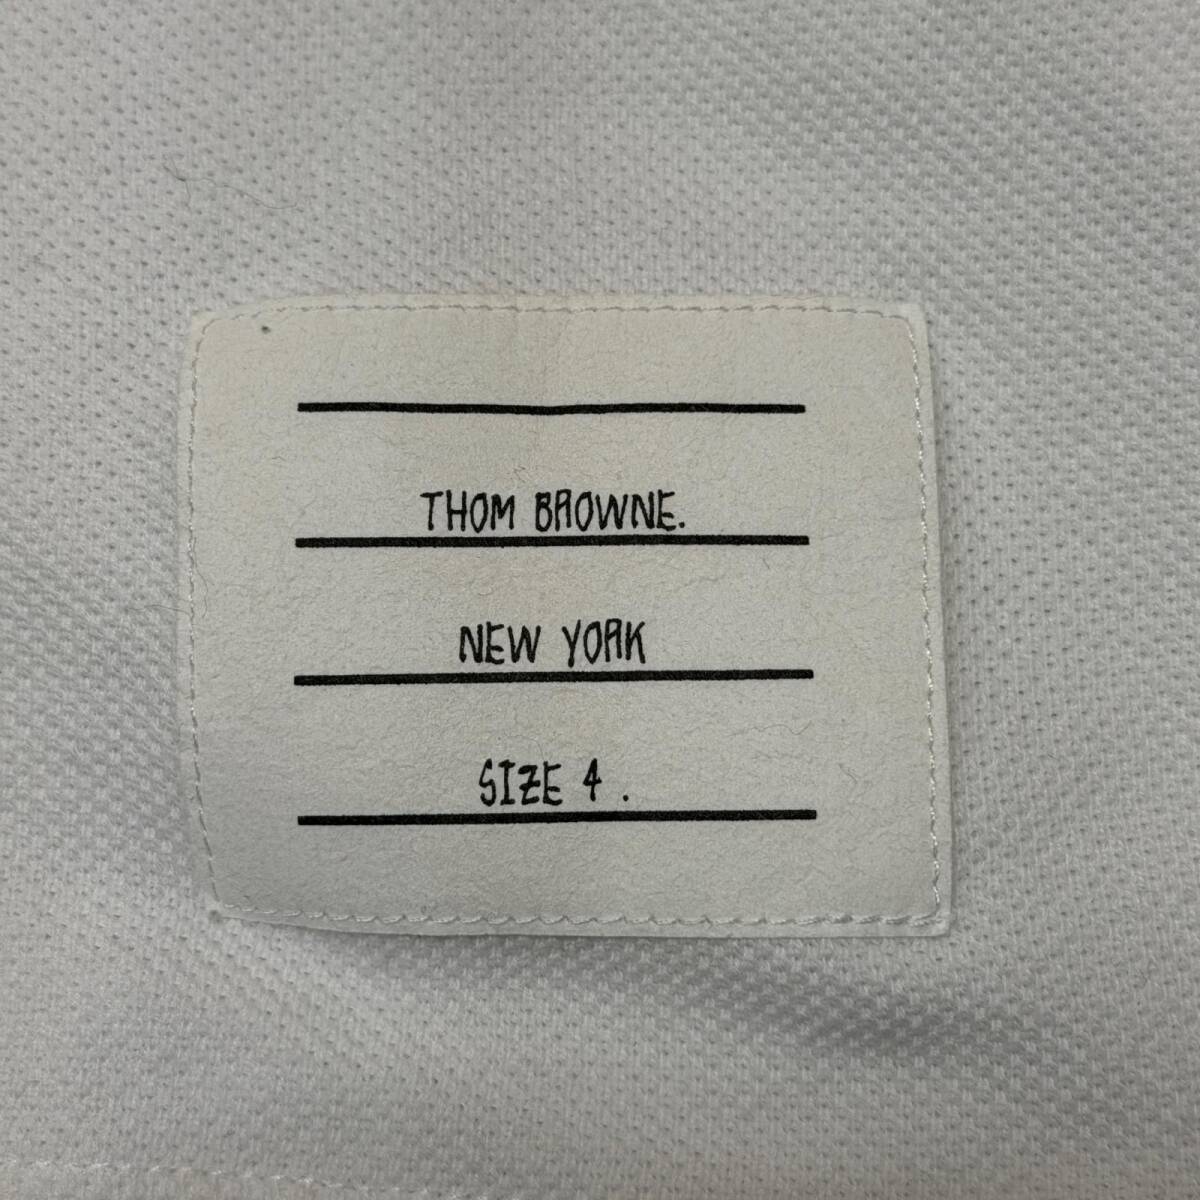 THOM BROWNE.
NEW YORK
SIZE 4 .